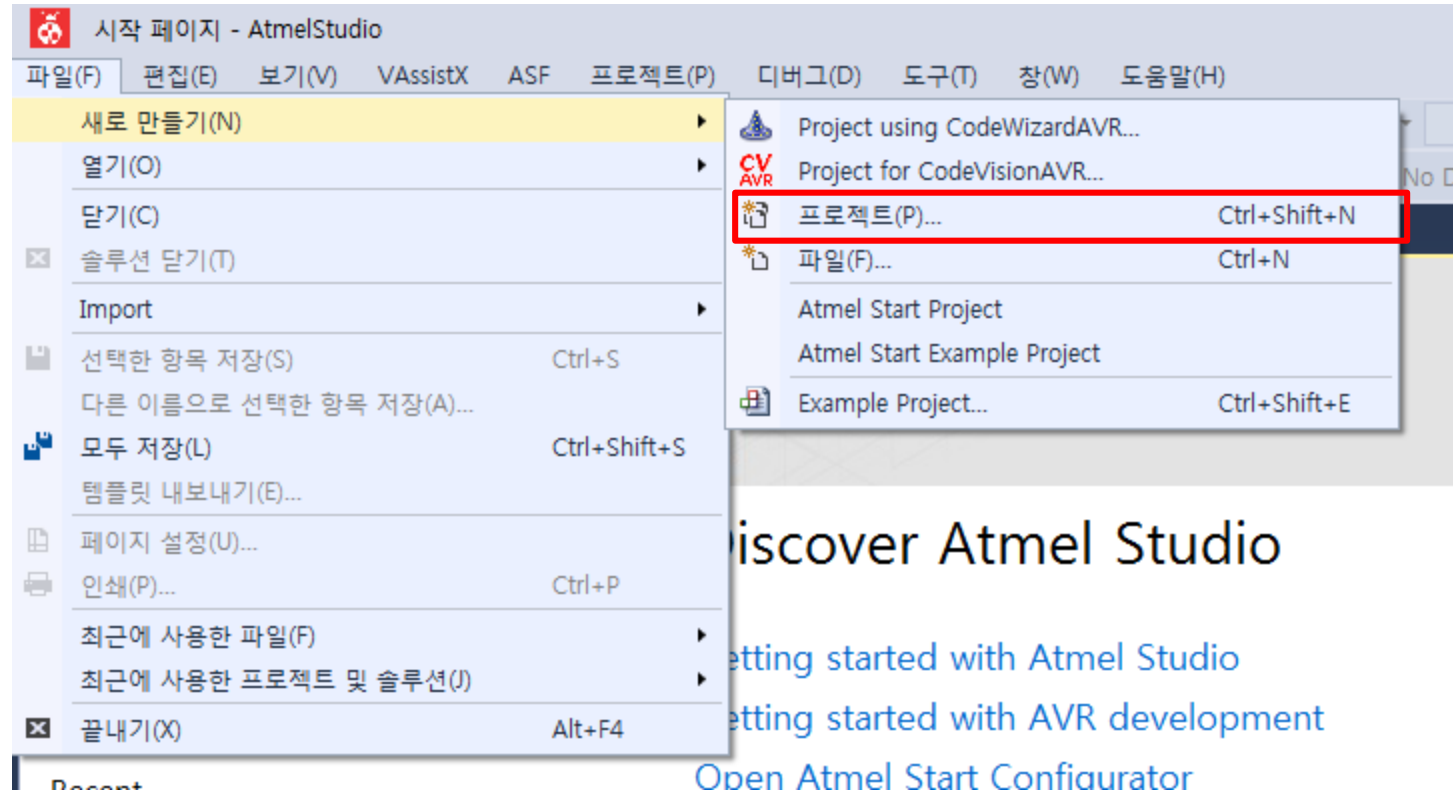 시작 페이지 - AtmelStudio
파일(F) 편집(E) 보기(V) VAssistX ASF 프로젝트(P) 디버그(D) 도구(T) 창(W) 도움말(H)
새로 만들기(N)
열기(O)
닫기(C)
솔루션 닫기(T)
Import
선택한 항목 저장(S) Ctrl+S
다른 이름으로 선택한 항목 저장(A)...
모두 저장(L) Ctrl+Shift+S
템플릿 내보내기(E)...
페이지 설정(U)...
인쇄(P)... Ctrl+P
최근에 사용한 파일(F)
최근에 사용한 프로젝트 및 솔루션(J)
끝내기(X) Alt+F4
Project using CodeWizardAVR...
CV AVR Project for CodeVisionAVR...
프로젝트(P)... Ctrl+Shift+N
파일(F)... Ctrl+N
Atmel Start Project
Atmel Start Example Project
Example Project... Ctrl+Shift+E
No D
iscover Atmel Studio
etting started with Atmel Studio
etting started with AVR development
Open Atmel Start Configurator
Recent